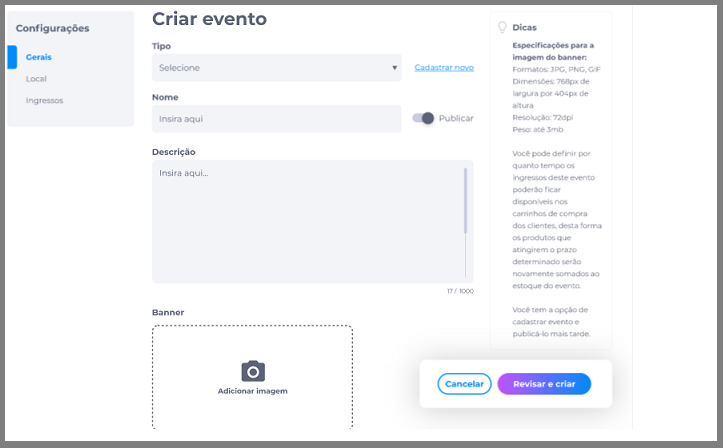 Configurações
Gerais
Local
Ingressos
Criar evento
Tipo
Selecione
Cadastrar novo
Nome
Insira aqui
Publicar
Descrição
Insira aqui...
17 / 1000
Banner
Adicionar imagem
Dicas
Especificações para a
imagem do banner:
Formatos: JPG, PNG, GIF
Dimensões: 768px de
largura por 404px de
altura
Resolução: 72dpi
Peso: até 3mb
Você pode definir por
quanto tempo os
ingressos deste evento
poderão ficar
disponíveis nos
carrinhos de compra
dos clientes, desta forma
os produtos que
atingirem o prazo
determinado serão
novamente somados ao
estoque do evento.
Você tem a opção de
cadastrar evento e
publicá-lo mais tarde.
Cancelar
Revisar e criar